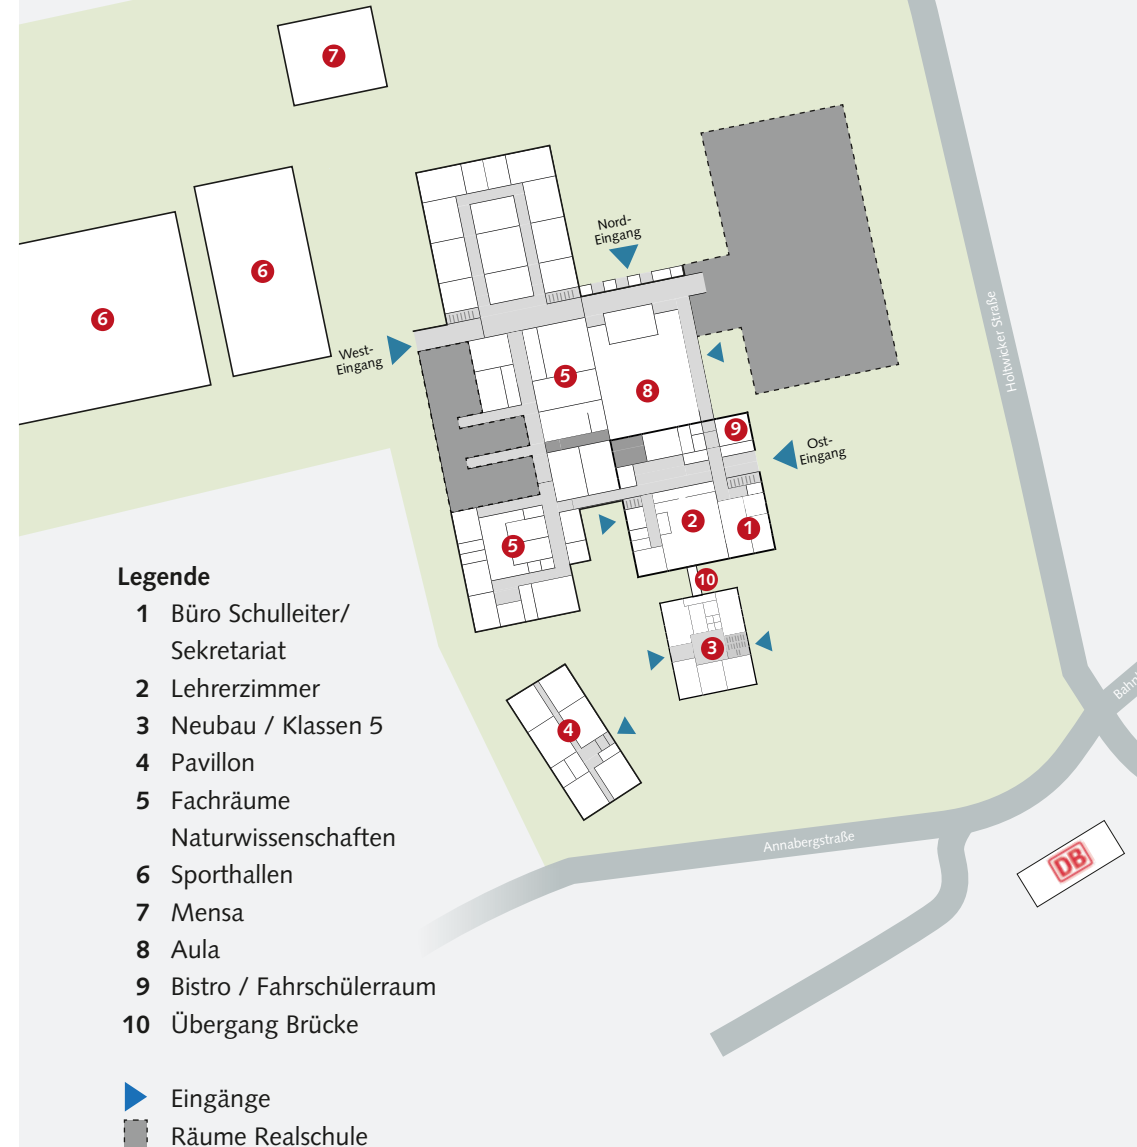 7
6
6
Nord-
Eingang
West-
Eingang
5
8
9
Ost-
Eingang
2
1
5
10
3
4
Holtwicker Straße
Annabergstraße
DB
Legende
1 Büro Schulleiter/
Sekretariat
2 Lehrerzimmer
3 Neubau / Klassen 5
4 Pavillon
5 Fachräume
Naturwissenschaften
6 Sporthallen
7 Mensa
8 Aula
9 Bistro / Fahrschülerraum
10 Übergang Brücke
Eingänge
Räume Realschule